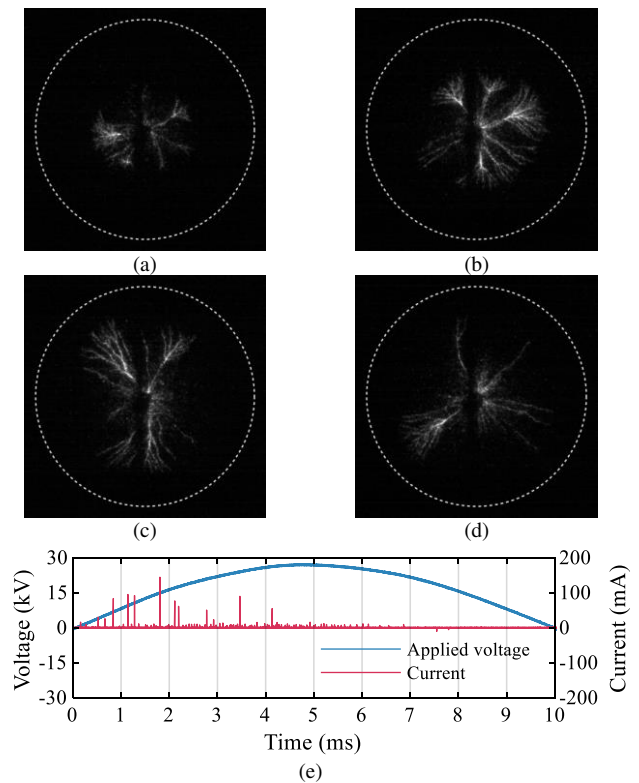 (a)
(b)
(c)
(d)
30
15
0
-15
-30
Voltage (kV)
200
100
0
-100
-200
Current (mA)
Applied voltage
Current
0 1 2 3 4 5 6 7 8 9 10
Time (ms)
(e)